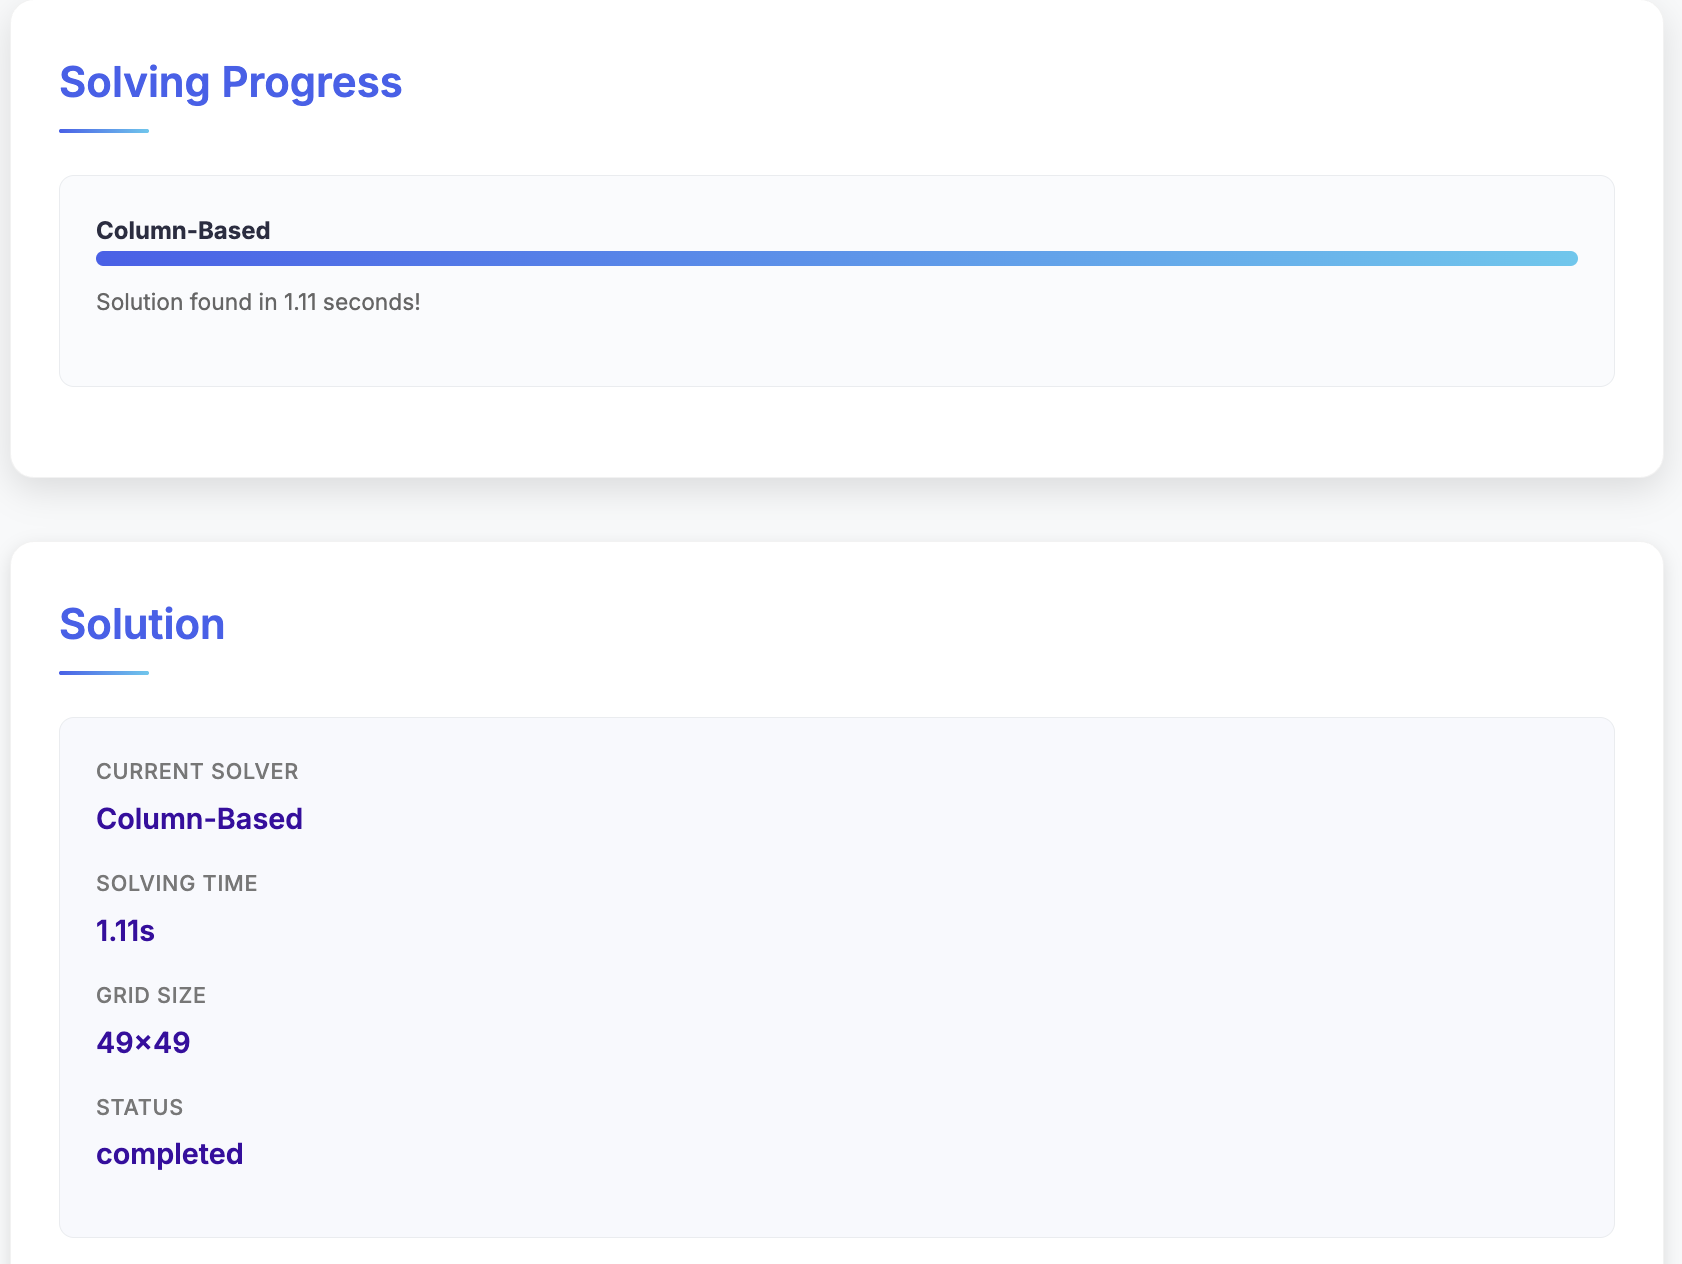 Solving Progress
Column-Based
Solution found in 1.11 seconds!
Solution
CURRENT SOLVER
Column-Based
SOLVING TIME
1.11s
GRID SIZE
49×49
STATUS
completed